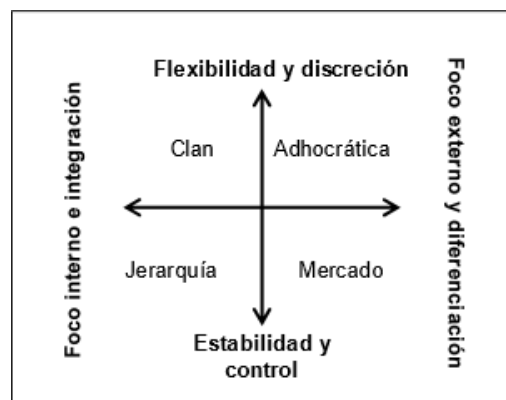 Flexibilidad y discreción
Foco interno e integración
Foco externo y diferenciación
Clan
Adhocrática
Jerarquía
Mercado
Estabilidad y
control